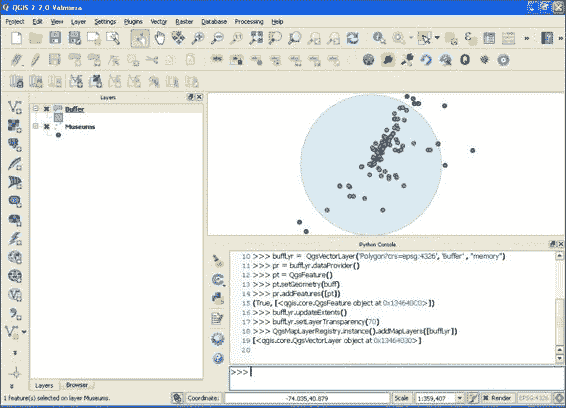 QGIS 2.2.0-Valmiera
Project Edit View Layer Settings Plugins Vector Raster Database Processing Help
Layers
Buffer
Museums
Python Console
10 >>> buffLyr = QgsVectorLayer('Polygon?crs=epsg:4326', 'Buffer' , "memory")
11 >>> pr = buffLyr.dataProvider()
12 >>> pt = QgsFeature()
13 >>> pt.setGeometry(buff)
14 >>> pr.addFeatures([pt])
15 (True, [<qgis.core.QgsFeature object at 0x134640C0>])
16 >>> buffLyr.updateExtents()
17 >>> buffLyr.setLayerTransparency(70)
18 >>> QgsMapLayerRegistry.instance().addMapLayers([buffLyr])
19 [<qgis.core.QgsVectorLayer object at 0x13464030>]
20
>>>
Layers Browser
1 feature(s) selected on layer Museums.
Coordinate: -74.035,40.879 Scale 1:359,407 Render EPSG:4326